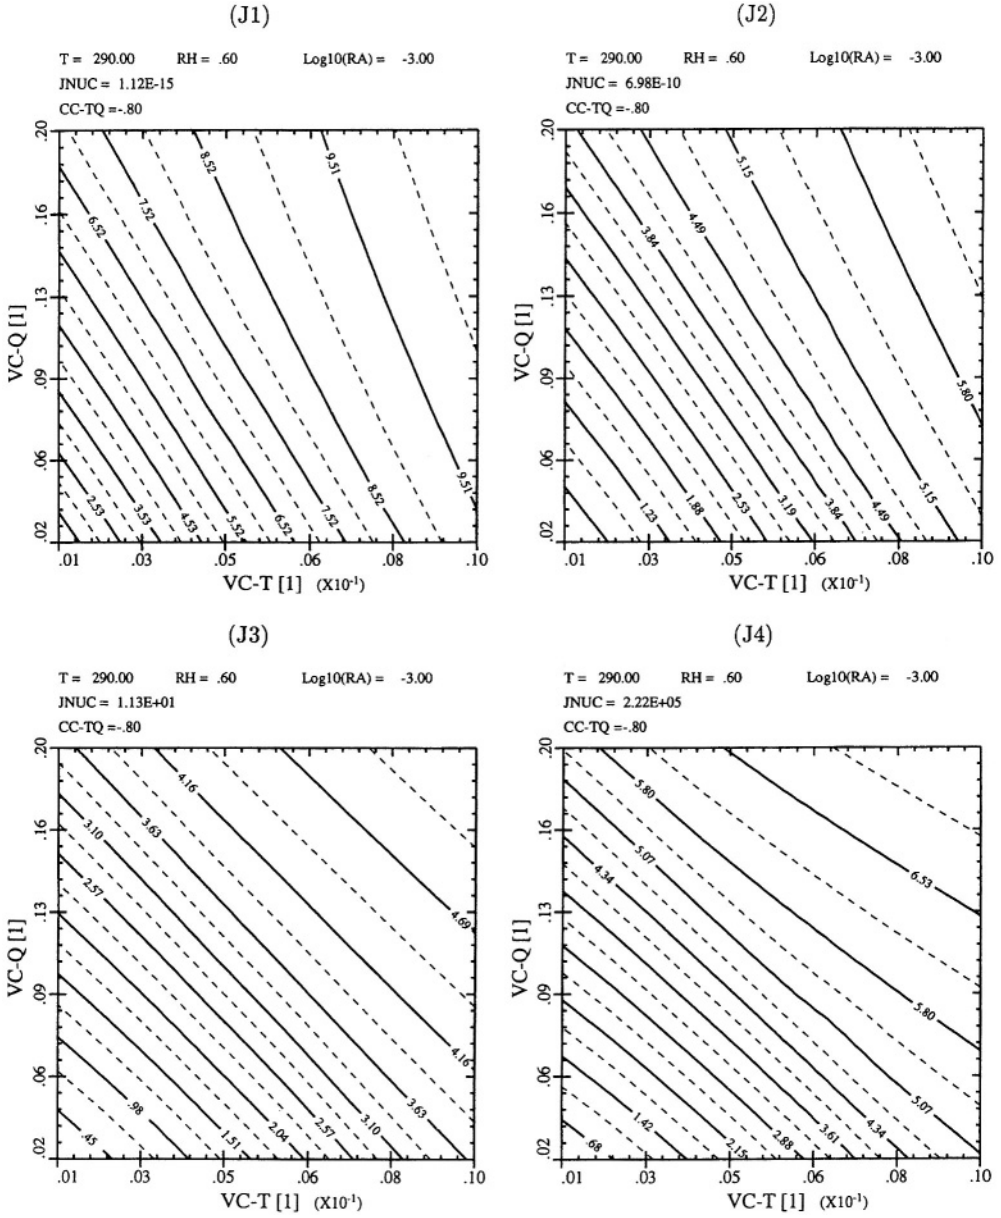 (J1)
T = 290.00 RH = .60 Log10(RA) = -3.00
JNUC = 1.12E-15
CC-TQ =-.80
.20
.16
.13
.09
.06
.02
VC-Q [1]
8.52
9.51
7.52
6.52
9.51
8.52
2.53
3.53
4.53
5.52
6.52
7.52
.01 .03 .05 .06 .08 .10
VC-T [1] (X10-1)
(J2)
T = 290.00 RH = .60 Log10(RA) = -3.00
JNUC = 6.98E-10
CC-TQ =-.80
.20
.16
.13
.09
.06
.02
VC-Q [1]
5.15
4.49
3.84
5.80
5.15
1.23
1.88
2.53
3.19
3.84
4.49
.01 .03 .05 .06 .08 .10
VC-T [1] (X10-1)
(J3)
T = 290.00 RH = .60 Log10(RA) = -3.00
JNUC = 1.13E+01
CC-TQ =-.80
.20
.16
.13
.09
.06
.02
VC-Q [1]
4.16
3.63
3.10
2.57
4.69
4.16
3.63
.98
.45
1.51
2.04
2.57
3.10
.01 .03 .05 .06 .08 .10
VC-T [1] (X10-1)
(J4)
T = 290.00 RH = .60 Log10(RA) = -3.00
JNUC = 2.22E+05
CC-TQ =-.80
.20
.16
.13
.09
.06
.02
VC-Q [1]
5.80
5.07
4.34
6.53
5.80
5.07
.68
1.42
2.15
2.88
3.61
4.34
.01 .03 .05 .06 .08 .10
VC-T [1] (X10-1)